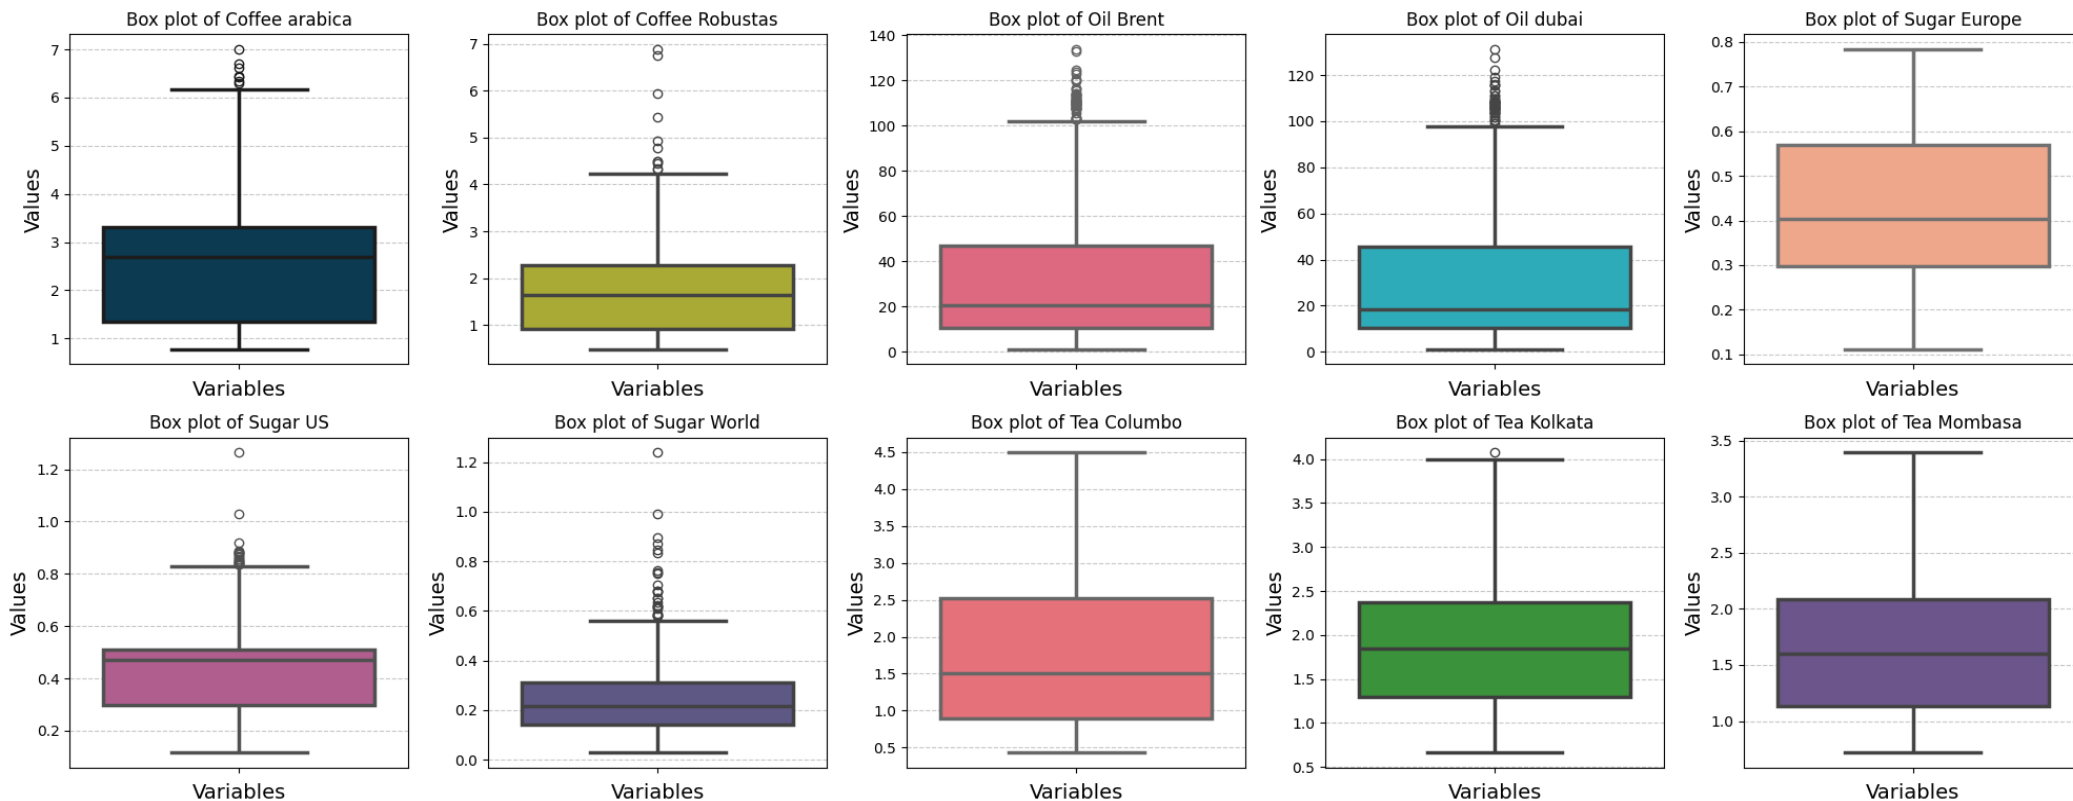 Box plot of Coffee arabica
Values
7
6
5
4
3
2
1
Variables
Box plot of Coffee Robustas
Values
7
6
5
4
3
2
1
Variables
Box plot of Oil Brent
Values
140
120
100
80
60
40
20
0
Variables
Box plot of Oil dubai
Values
120
100
80
60
40
20
0
Variables
Box plot of Sugar Europe
Values
0.8
0.7
0.6
0.5
0.4
0.3
0.2
0.1
Variables
Box plot of Sugar US
Values
1.2
1.0
0.8
0.6
0.4
0.2
Variables
Box plot of Sugar World
Values
1.2
1.0
0.8
0.6
0.4
0.2
0.0
Variables
Box plot of Tea Columbo
Values
4.5
4.0
3.5
3.0
2.5
2.0
1.5
1.0
0.5
Variables
Box plot of Tea Kolkata
Values
4.0
3.5
3.0
2.5
2.0
1.5
1.0
0.5
Variables
Box plot of Tea Mombasa
Values
3.5
3.0
2.5
2.0
1.5
1.0
Variables